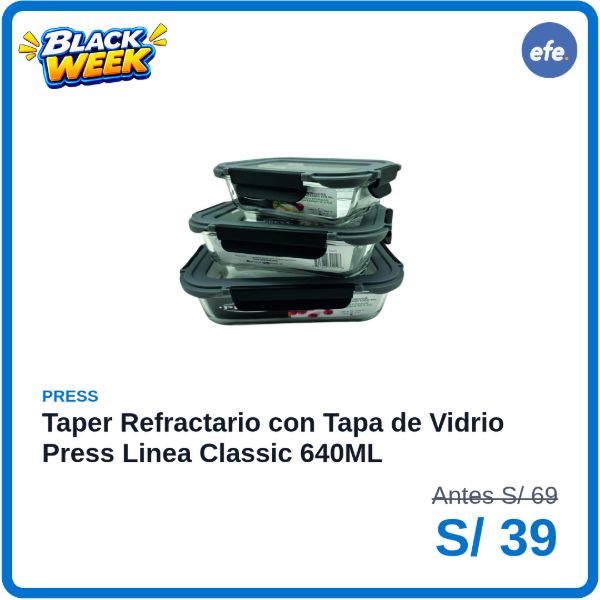 BLACK
WEEK
efe.
PRESS
Taper Refractario con Tapa de Vidrio
Press Linea Classic 640ML
Antes S/ 69
S/ 39